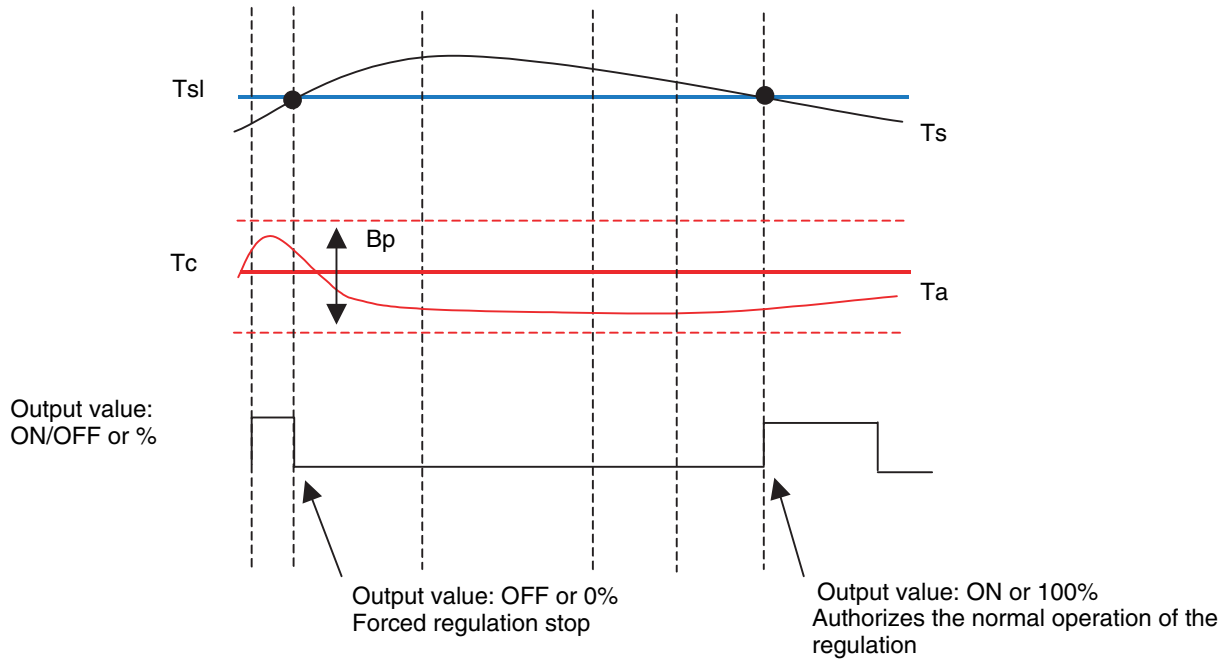 Tsl
Ts
Bp
Tc
Ta
Output value:
ON/OFF or %
Output value: OFF or 0%
Forced regulation stop
Output value: ON or 100%
Authorizes the normal operation of the
regulation